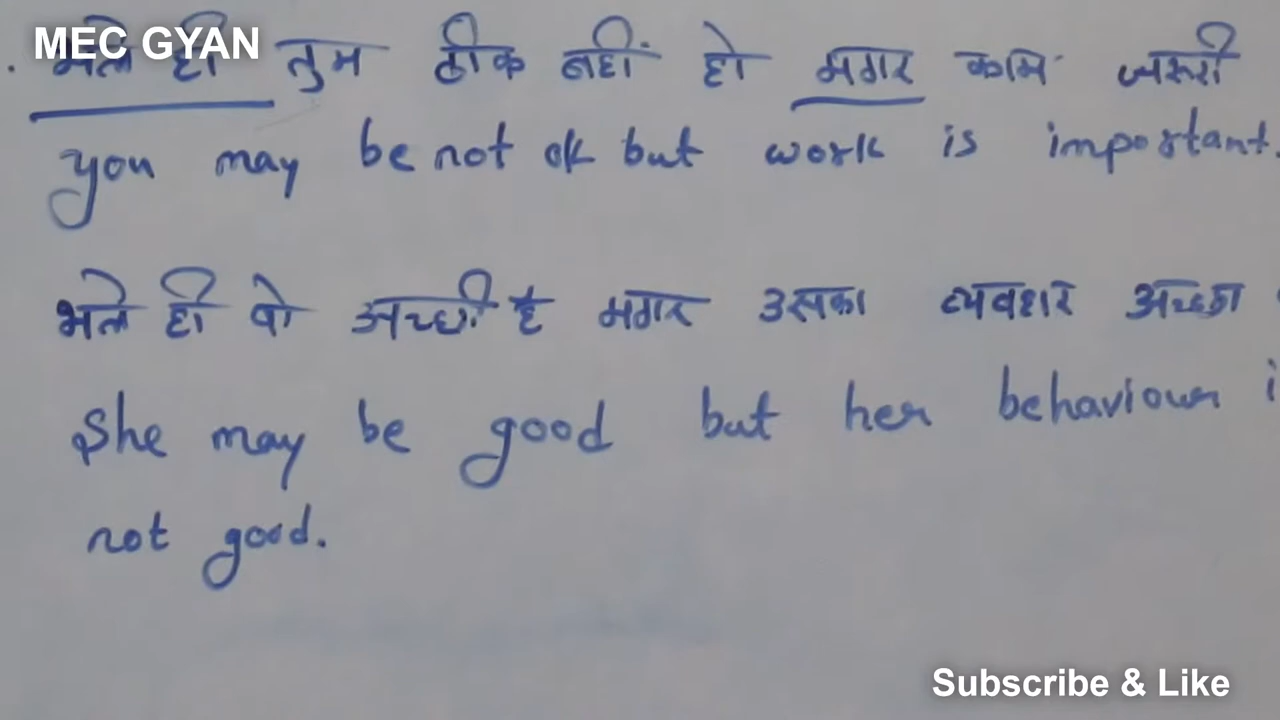 MEC GYAN
भले ही तुम ठीक नहीं हो मगर काम जरूरी
you may be not ok but work is important.
भले ही वो अच्छी है मगर उसका व्यवहार अच्छा
She may be good but her behaviour i
not good.
Subscribe & Like